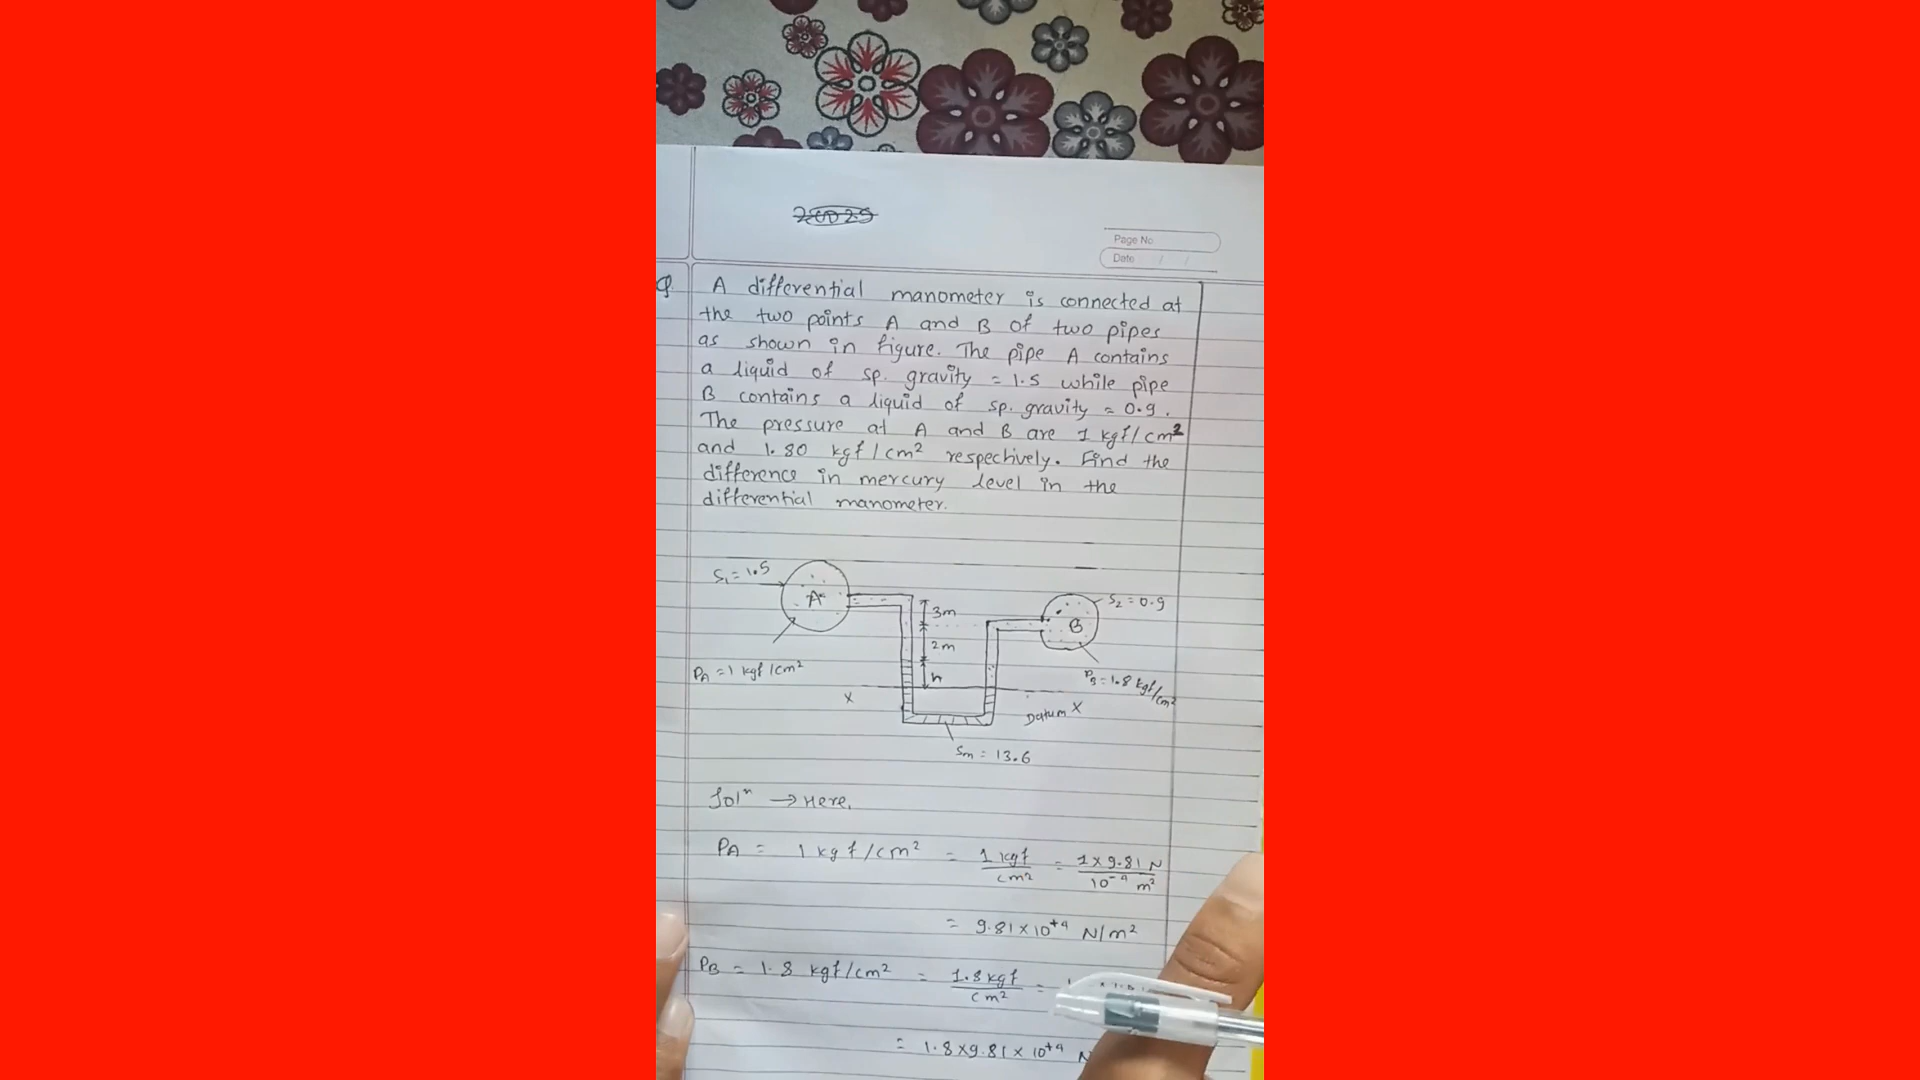 Page No
Date / /
Q. A differential manometer is connected at
the two points A and B of two pipes
as shown in figure. The pipe A contains
a liquid of sp. gravity = 1.5 while pipe
B contains a liquid of sp. gravity = 0.9.
The pressure at A and B are 1 kgf/cm²
and 1.80 kgf/cm² respectively. Find the
difference in mercury level in the
differential manometer.
S₁ = 1.5
A
3m
S₂ = 0.9
B
2m
PA = 1 kgf/cm²
h
PB = 1.8 kgf/cm²
X
Datum X
Sm = 13.6
Solⁿ → Here,
PA = 1 kgf/cm² = 1 kgf/cm² = 1 x 9.81 N/10⁻⁴ m²
= 9.81 x 10⁺⁴ N/m²
PB = 1.8 kgf/cm² = 1.8 kgf/cm² =
= 1.8 x 9.81 x 10⁺⁴ N